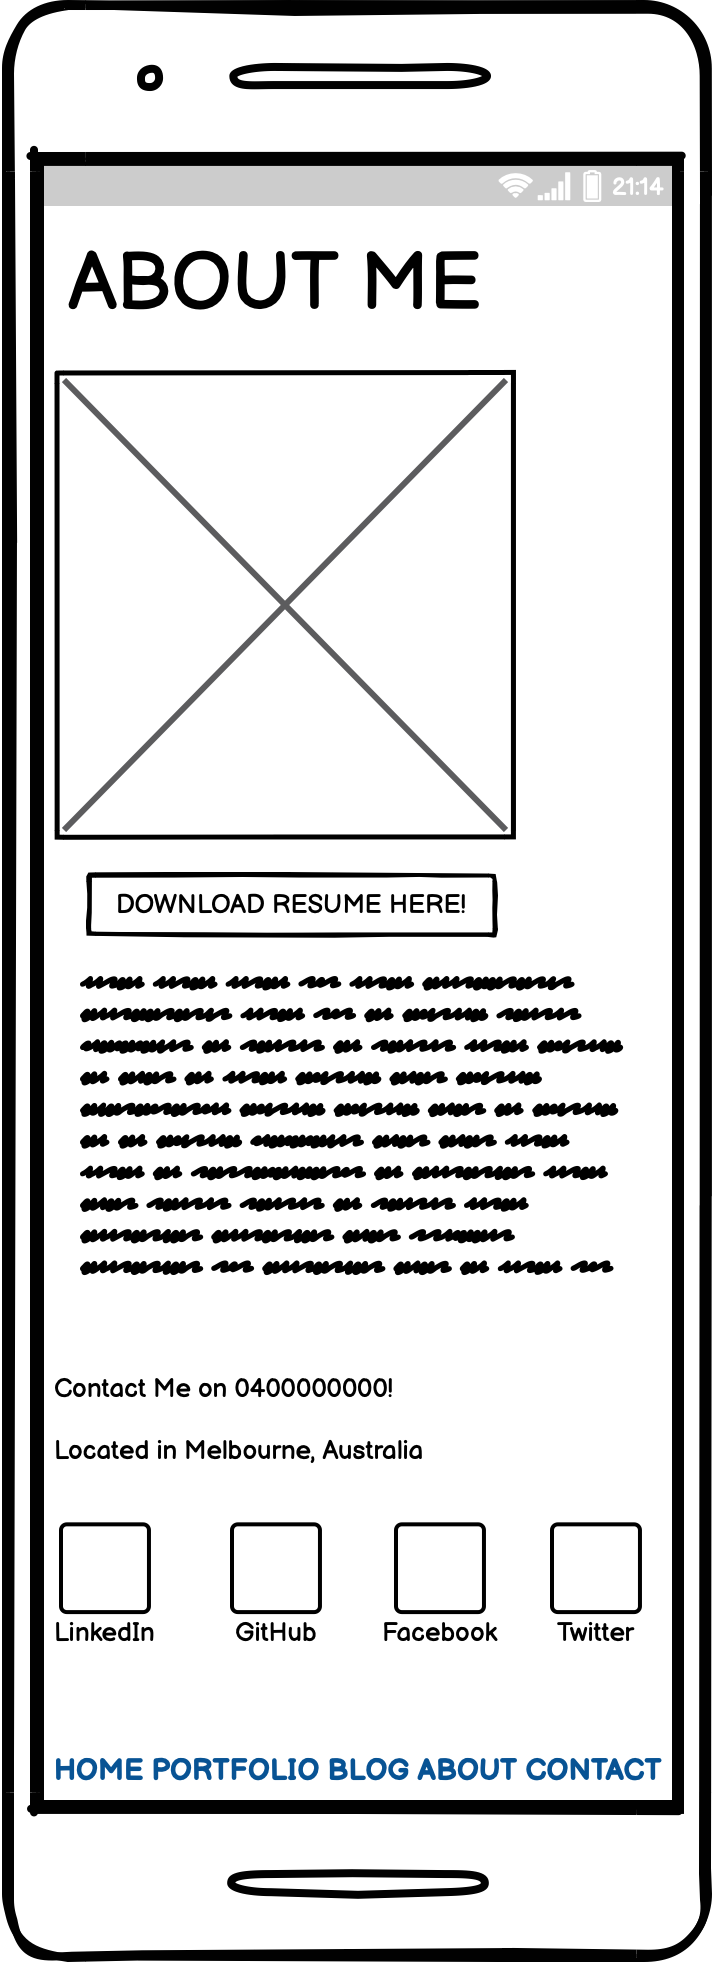 21:14
ABOUT ME
DOWNLOAD RESUME HERE!
Contact Me on 0400000000!
Located in Melbourne, Australia
LinkedIn GitHub Facebook Twitter
HOME PORTFOLIO BLOG ABOUT CONTACT